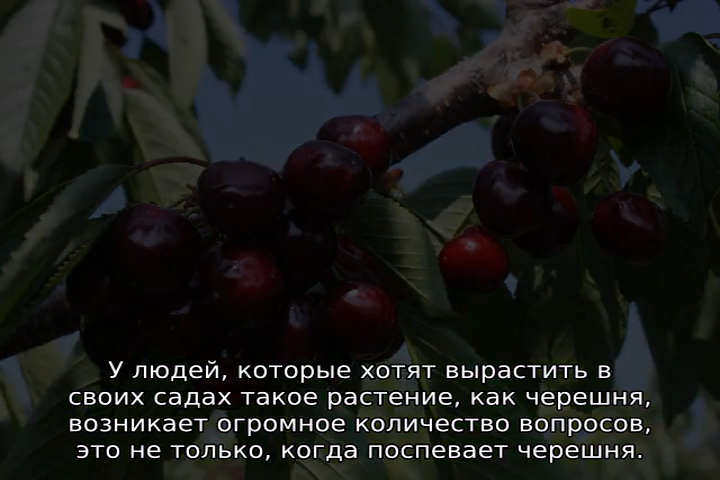 У людей, которые хотят вырастить в
своих садах такое растение, как черешня,
возникает огромное количество вопросов,
это не только, когда поспевает черешня.